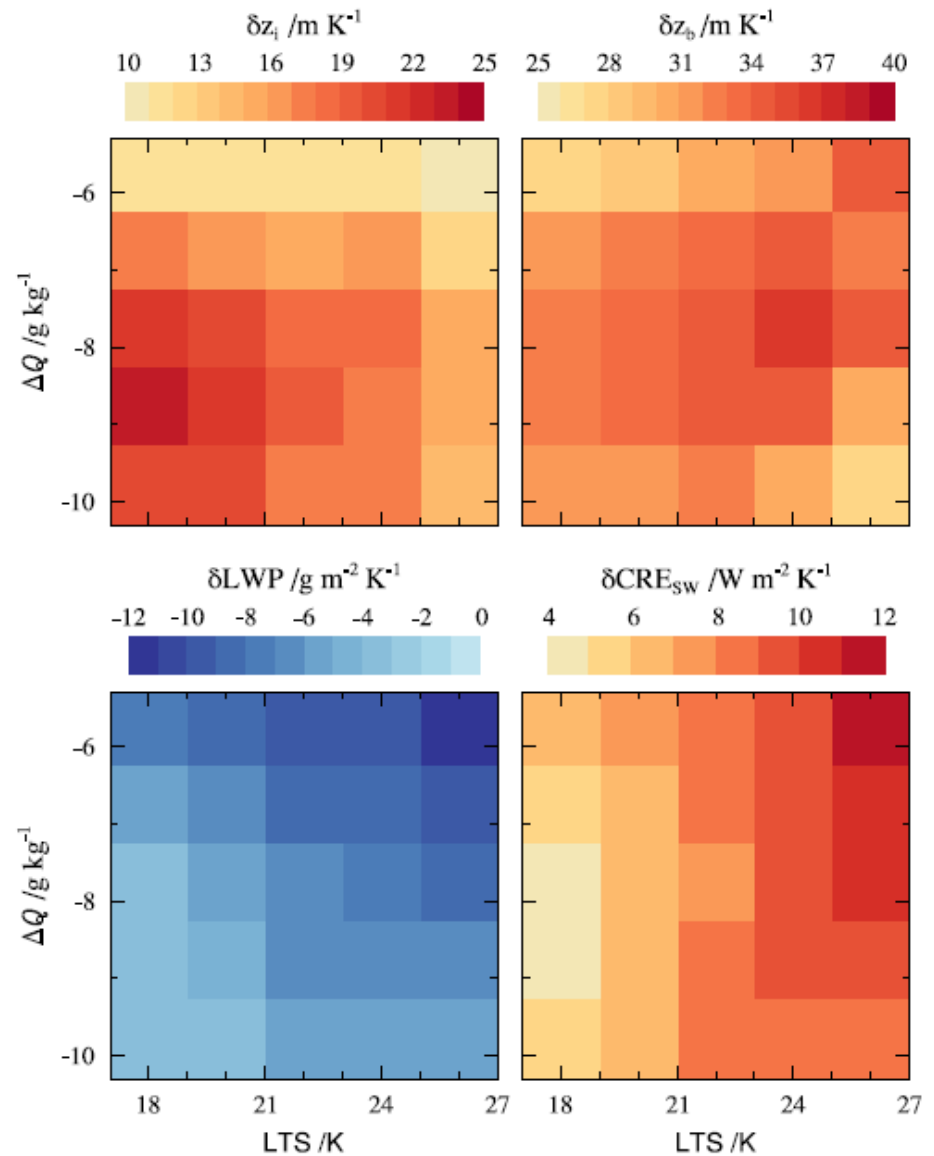 δzᵢ /m K⁻¹ δz_b /m K⁻¹
10 13 16 19 22 25 25 28 31 34 37 40
-6
-8
-10
ΔQ /g kg⁻¹
δLWP /g m⁻² K⁻¹ δCRE_SW /W m⁻² K⁻¹
-12 -10 -8 -6 -4 -2 0 4 6 8 10 12
-6
-8
-10
ΔQ /g kg⁻¹
18 21 24 27 18 21 24 27
LTS /K LTS /K